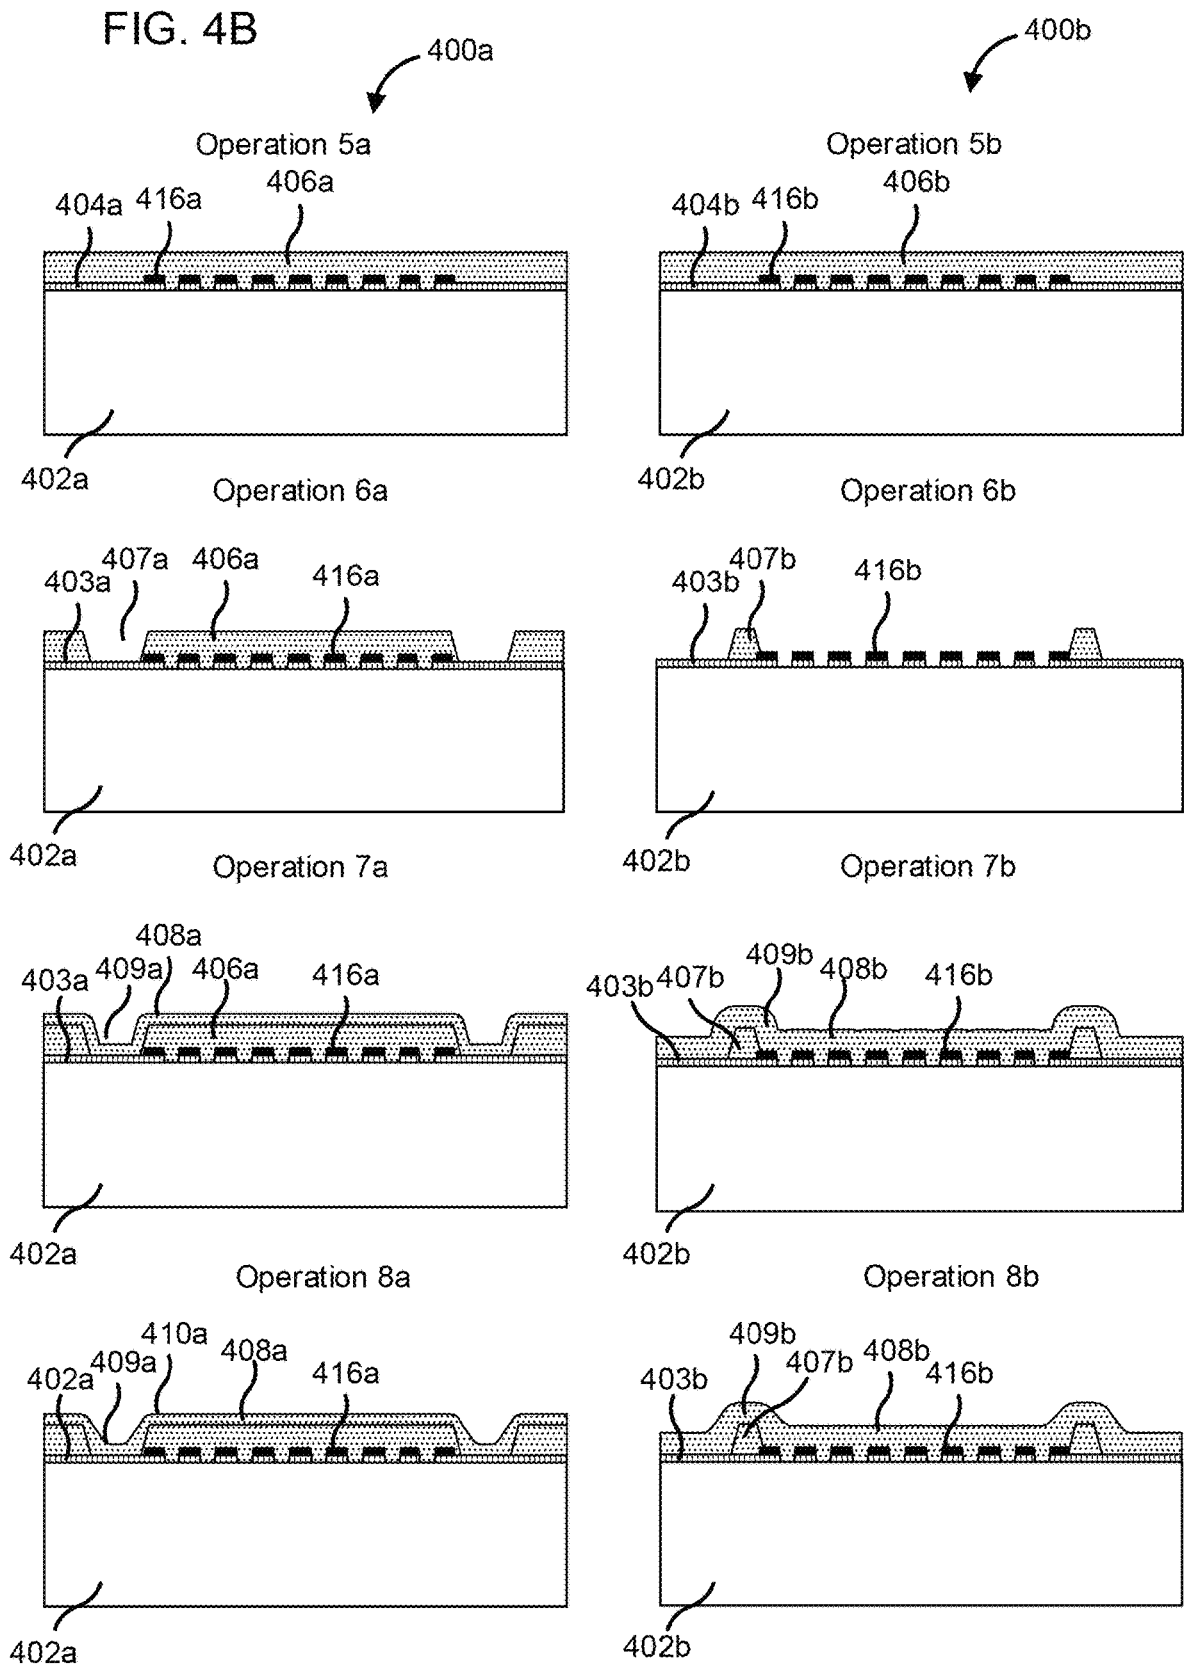 FIG. 4B
400a
400b
Operation 5a
Operation 5b
404a 416a 406a
404b 416b 406b
402a
402b
Operation 6a
Operation 6b
403a 407a 406a 416a
403b 407b 416b
402a
402b
Operation 7a
Operation 7b
403a 409a 408a 406a 416a
403b 407b 409b 408b 416b
402a
402b
Operation 8a
Operation 8b
402a 409a 410a 408a 416a
403b 409b 407b 408b 416b
402a
402b